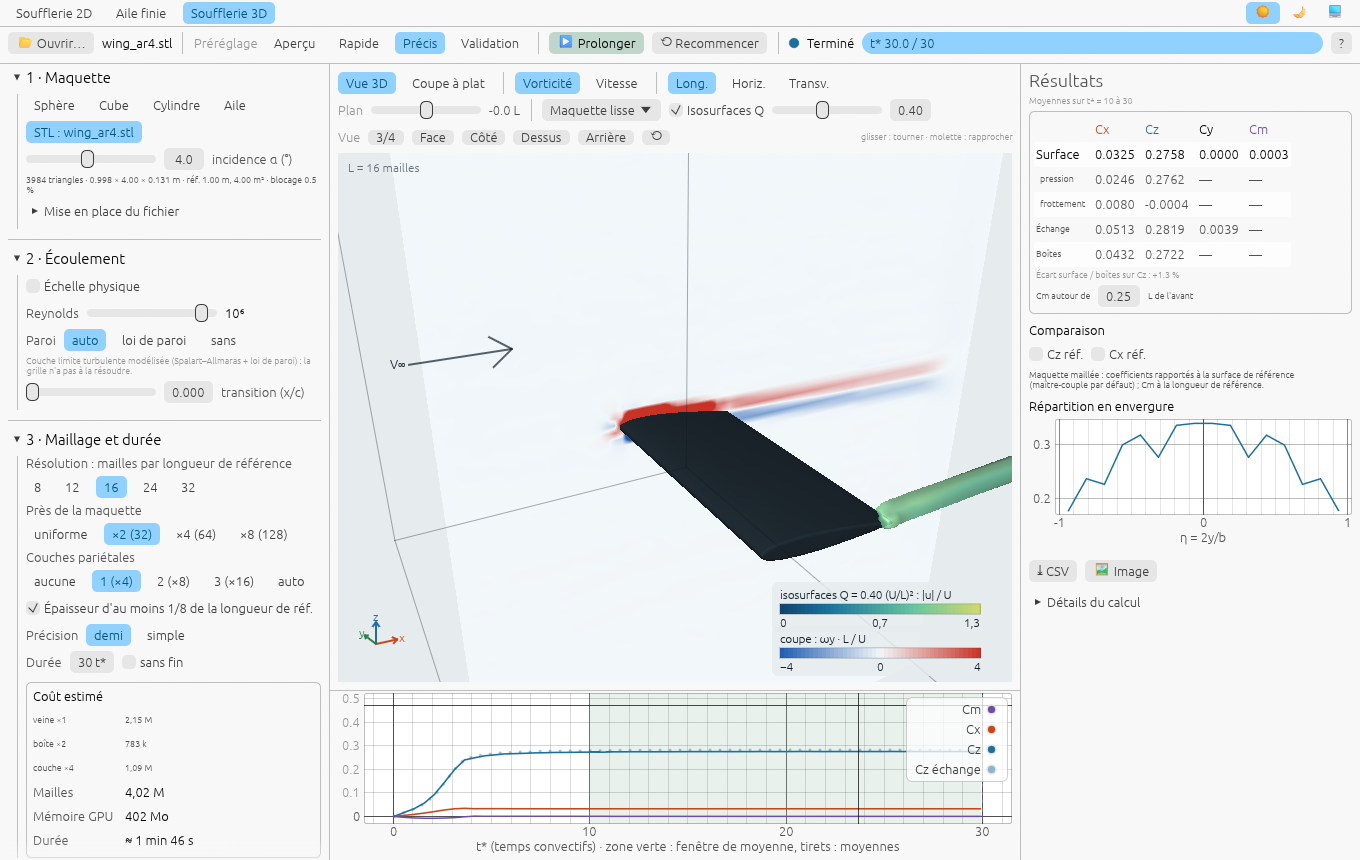 Soufflerie 2D Aile finie Soufflerie 3D
Ouvrir… wing_ar4.stl Préréglage Aperçu Rapide Précis Validation Prolonger Recommencer Terminé t* 30.0 / 30 ?
1 · Maquette
Sphère Cube Cylindre Aile
STL : wing_ar4.stl
4.0 incidence α (°)
3984 triangles · 0.998 × 4.00 × 0.131 m · réf. 1.00 m, 4.00 m² · blocage 0.5
%
Mise en place du fichier
2 · Écoulement
Échelle physique
Reynolds 10⁶
Paroi auto loi de paroi sans
Couche limite turbulente modélisée (Spalart–Allmaras + loi de paroi) : la
grille n'a pas à la résoudre.
0.000 transition (x/c)
3 · Maillage et durée
Résolution : mailles par longueur de référence
8 12 16 24 32
Près de la maquette
uniforme ×2 (32) ×4 (64) ×8 (128)
Couches pariétales
aucune 1 (×4) 2 (×8) 3 (×16) auto
Épaisseur d'au moins 1/8 de la longueur de réf.
Précision demi simple
Durée 30 t* sans fin
Coût estimé
veine ×1 2,15 M
boîte ×2 783 k
couche ×4 1,09 M
Mailles 4,02 M
Mémoire GPU 402 Mo
Durée ≈ 1 min 46 s
Vue 3D Coupe à plat Vorticité Vitesse Long. Horiz. Transv.
Plan -0.0 L Maquette lisse Isosurfaces Q 0.40
Vue 3/4 Face Côté Dessus Arrière glisser : tourner · molette : rapprocher
L = 16 mailles
V∞
z
y x
isosurfaces Q = 0.40 (U/L)² : |u| / U
0 0,7 1,3
coupe : ωy · L / U
−4 0 4
0.5
0.4
0.3
0.2
0.1
0
Cm
Cx
Cz
Cz échange
0 10 20 30
t* (temps convectifs) · zone verte : fenêtre de moyenne, tirets : moyennes
Résultats
Moyennes sur t* = 10 à 30
Cx Cz Cy Cm
Surface 0.0325 0.2758 0.0000 0.0003
pression 0.0246 0.2762 — —
frottement 0.0080 -0.0004 — —
Échange 0.0513 0.2819 0.0039 —
Boîtes 0.0432 0.2722 — —
Écart surface / boîtes sur Cz : +1.3 %
Cm autour de 0.25 L de l'avant
Comparaison
Cz réf. Cx réf.
Maquette maillée : coefficients rapportés à la surface de référence
(maître-couple par défaut) ; Cm à la longueur de référence.
Répartition en envergure
0.3
0.2
-1 0 1
η = 2y/b
CSV Image
Détails du calcul